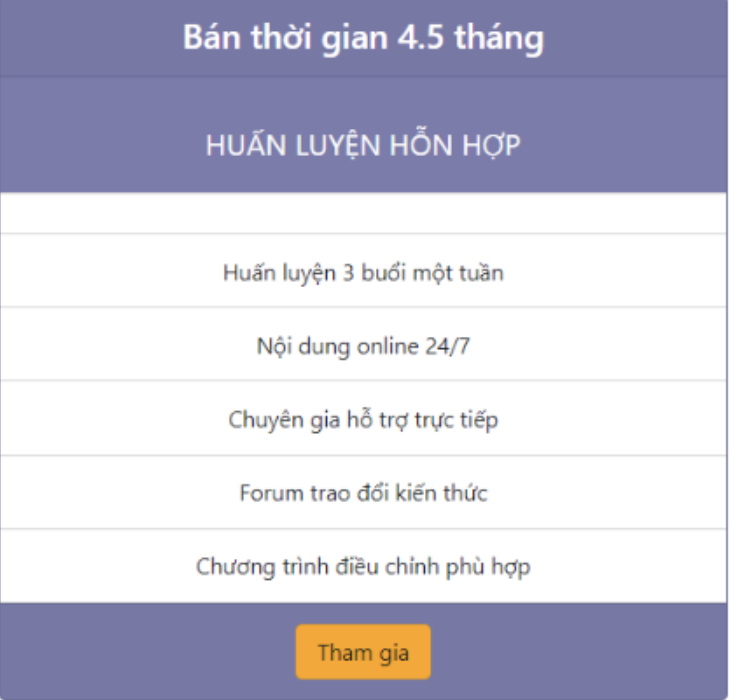 Bán thời gian 4.5 tháng
HUẤN LUYỆN HỖN HỢP
Huấn luyện 3 buổi một tuần
Nội dung online 24/7
Chuyên gia hỗ trợ trực tiếp
Forum trao đổi kiến thức
Chương trình điều chỉnh phù hợp
Tham gia